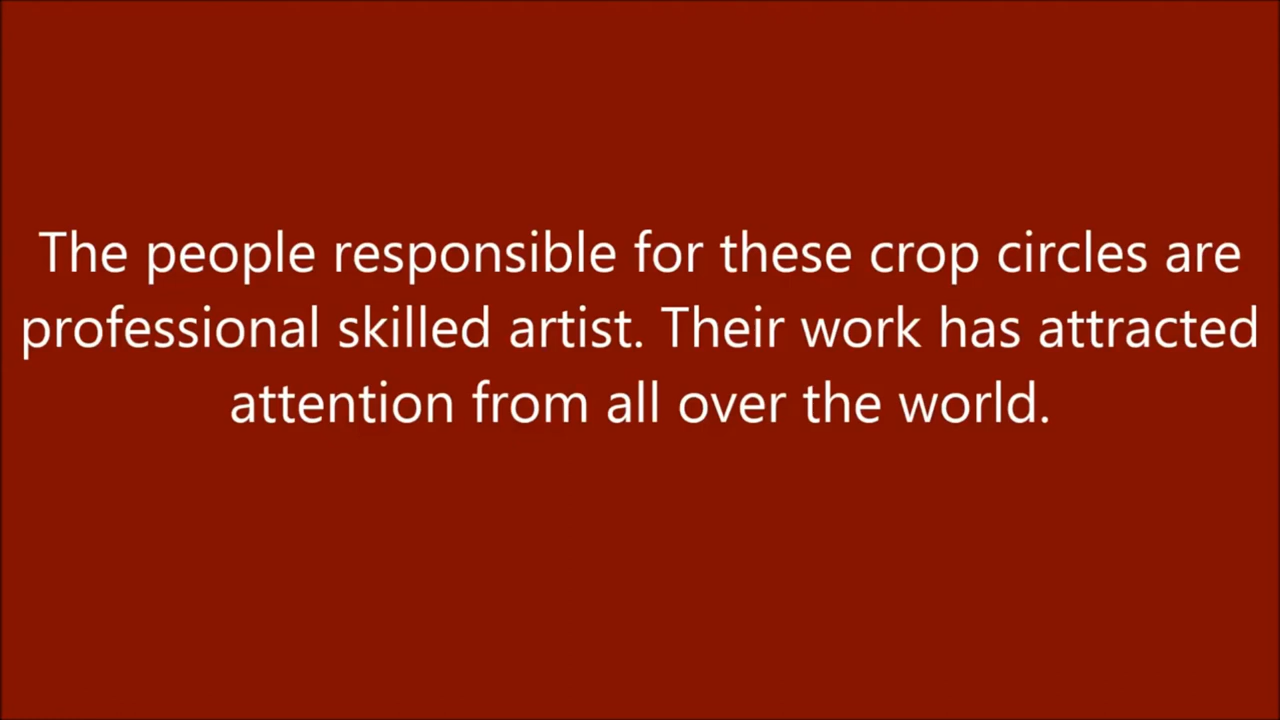 The people responsible for these crop circles are
professional skilled artist. Their work has attracted
attention from all over the world.